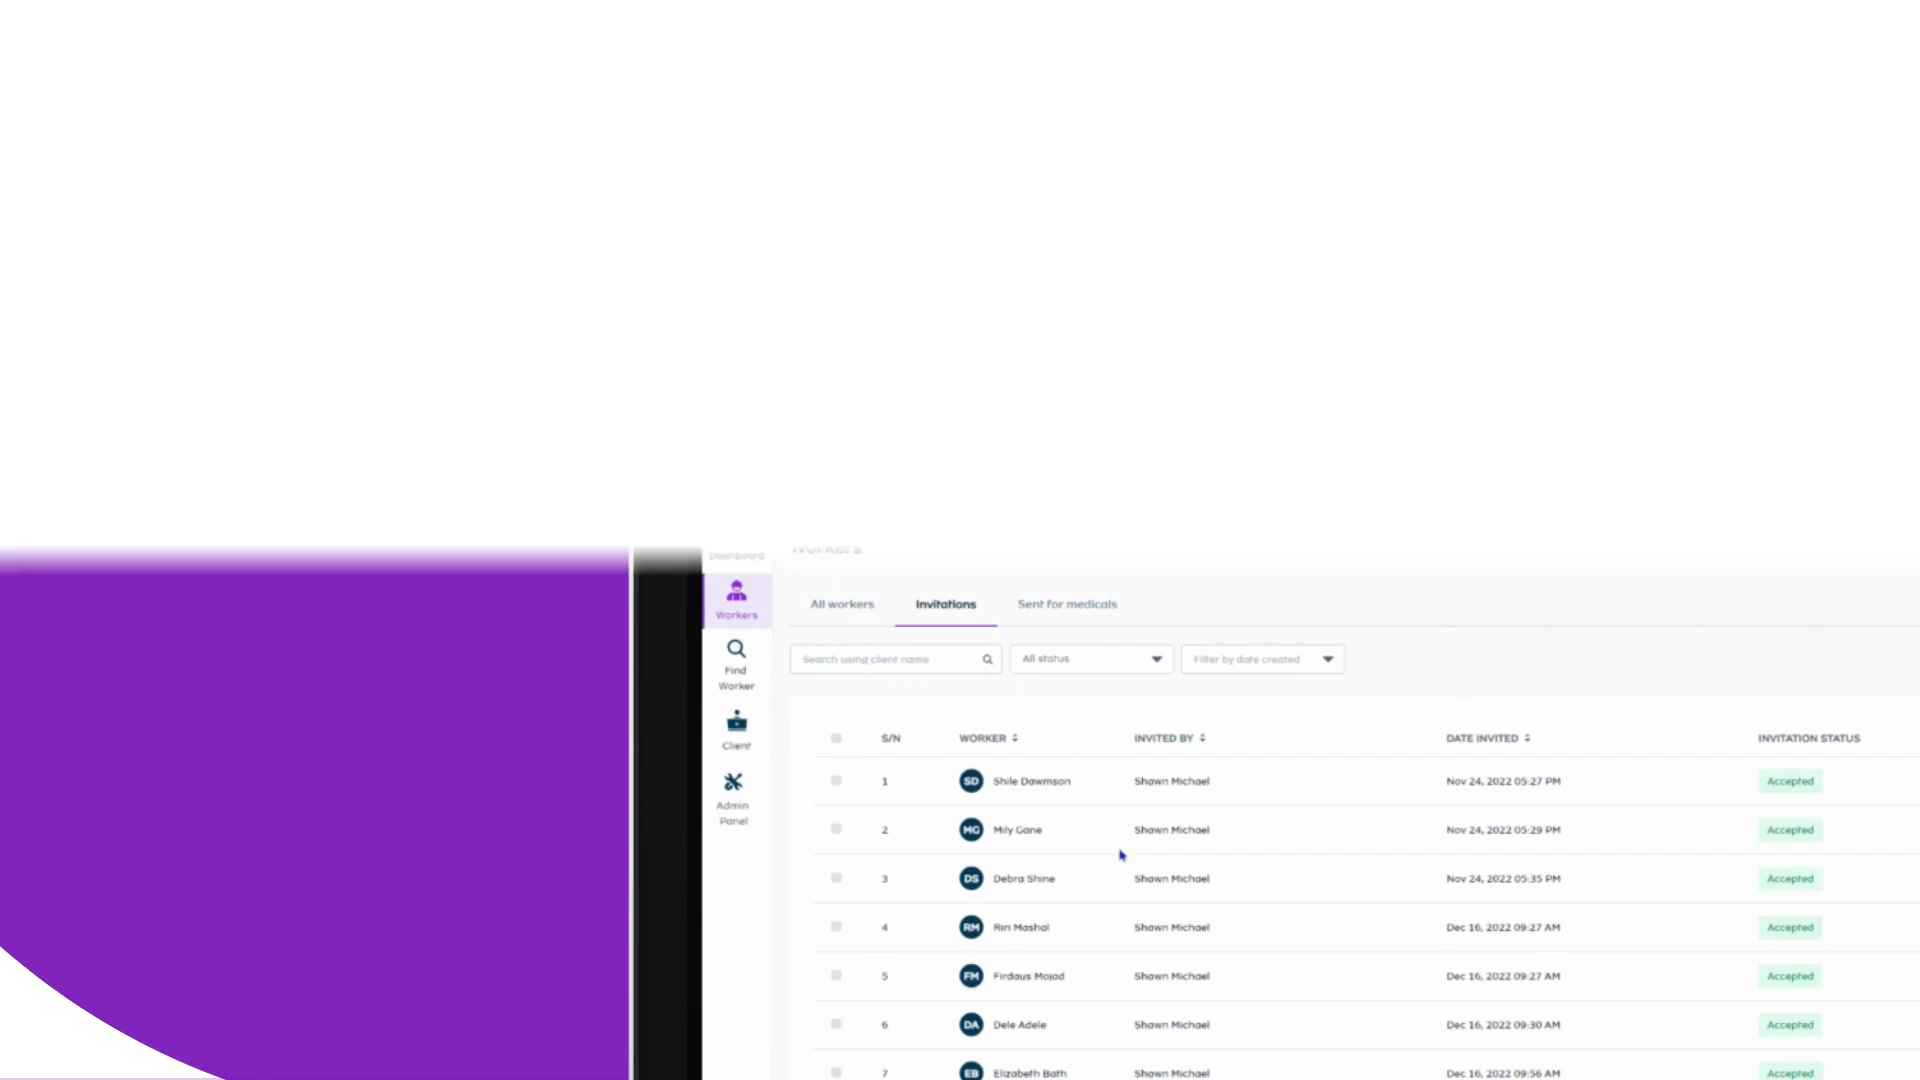 Dashboard
Workers
Workers
Find
Worker
Client
Admin
Panel
All workers Invitations Sent for medicals
Search using client name All status Filter by date created
S/N WORKER INVITED BY DATE INVITED INVITATION STATUS
1 SD Shile Dawmson Shawn Michael Nov 24, 2022 05:27 PM Accepted
2 MG Mily Gane Shawn Michael Nov 24, 2022 05:29 PM Accepted
3 DS Debra Shine Shawn Michael Nov 24, 2022 05:35 PM Accepted
4 RM Riri Mashal Shawn Michael Dec 16, 2022 09:27 AM Accepted
5 FM Firdaus Mojad Shawn Michael Dec 16, 2022 09:27 AM Accepted
6 DA Dele Adele Shawn Michael Dec 16, 2022 09:30 AM Accepted
7 EB Elizabeth Bath Shawn Michael Dec 16, 2022 09:56 AM Accepted